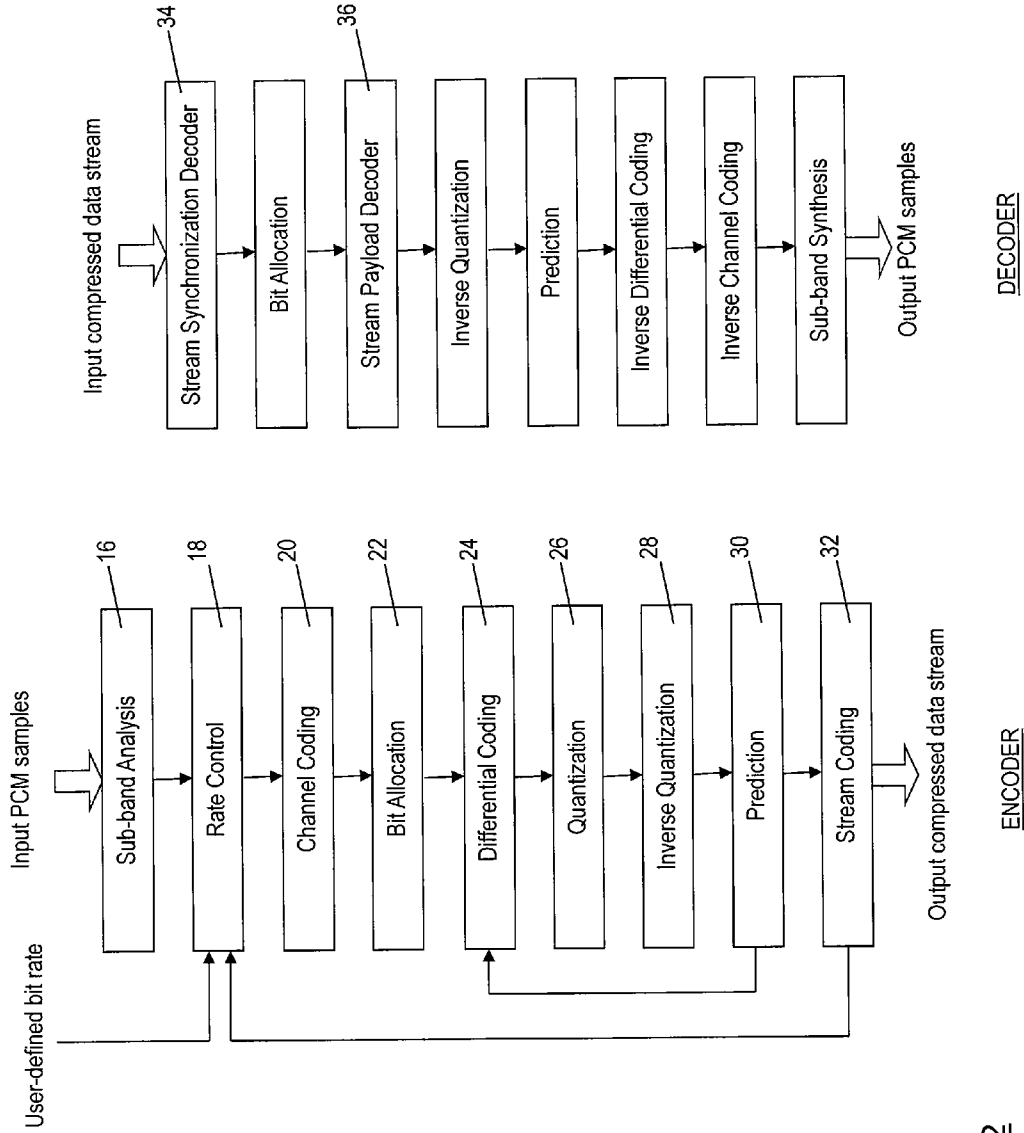 User-defined bit rate
Input PCM samples
Sub-band Analysis
16
Rate Control
18
Channel Coding
20
Bit Allocation
22
Differential Coding
24
Quantization
26
Inverse Quantization
28
Prediction
30
Stream Coding
32
Output compressed data stream
ENCODER
Input compressed data stream
Stream Synchronization Decoder
34
Bit Allocation
Stream Payload Decoder
36
Inverse Quantization
Prediction
Inverse Differential Coding
Inverse Channel Coding
Sub-band Synthesis
Output PCM samples
DECODER